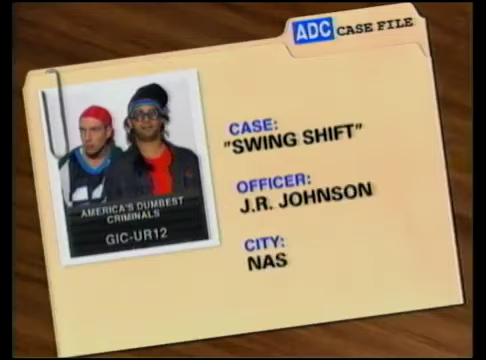 ADC CASE FILE
CASE:
"SWING SHIFT"
OFFICER:
J.R. JOHNSON
CITY:
NAS
AMERICA'S DUMBEST
CRIMINALS
GIC-UR12